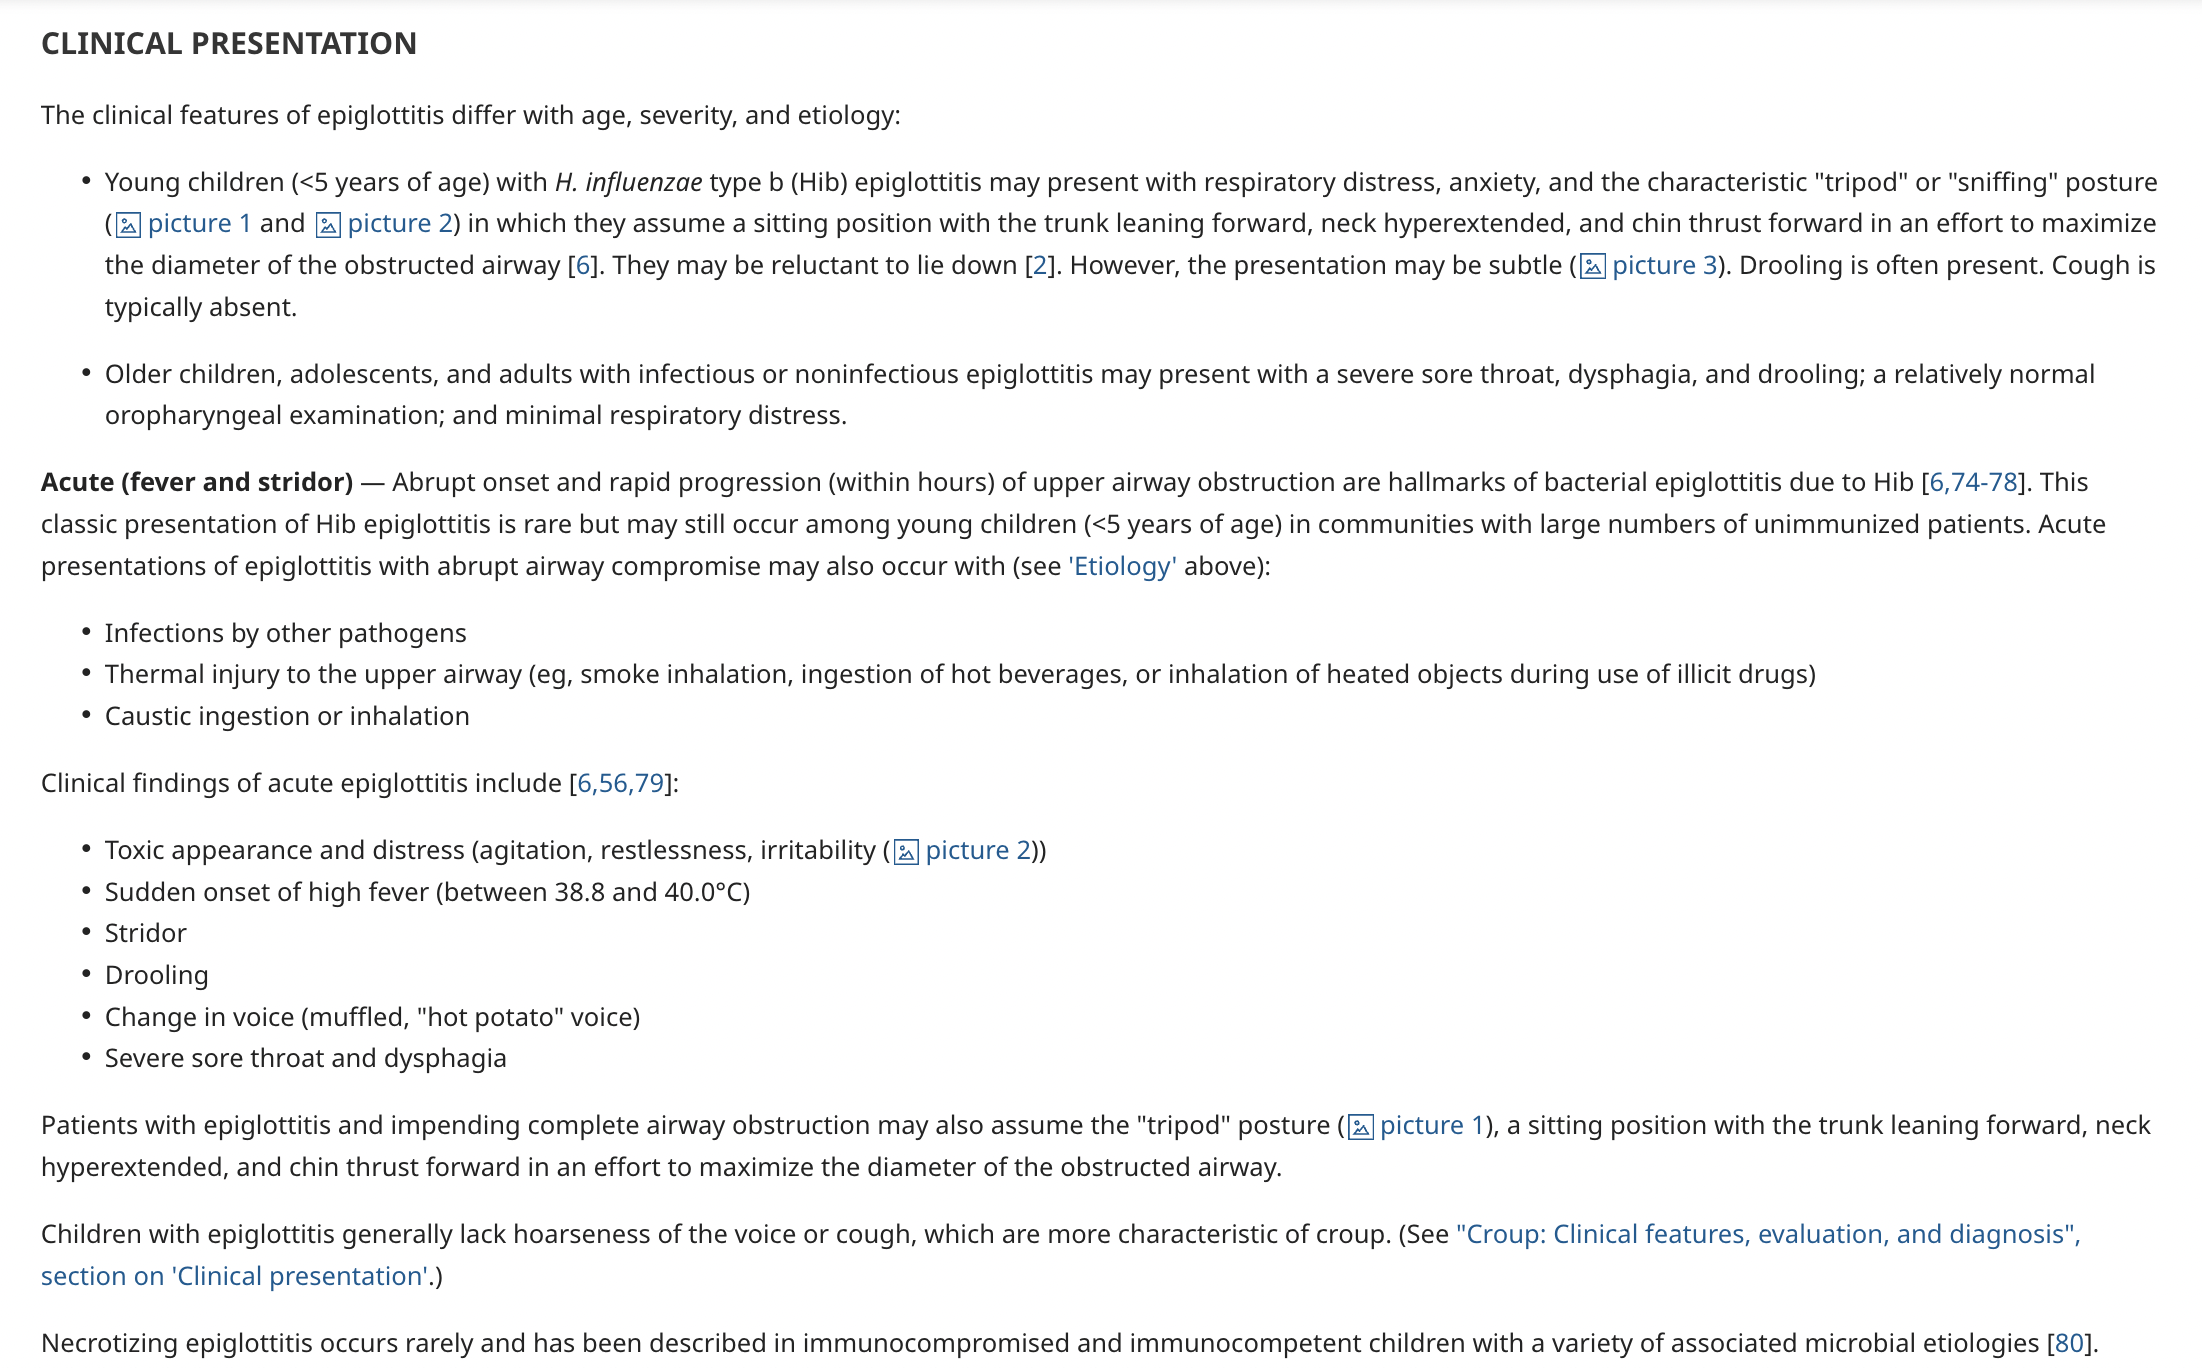 CLINICAL PRESENTATION
The clinical features of epiglottitis differ with age, severity, and etiology:
• Young children (<5 years of age) with H. influenzae type b (Hib) epiglottitis may present with respiratory distress, anxiety, and the characteristic "tripod" or "sniffing" posture
( picture 1 and picture 2) in which they assume a sitting position with the trunk leaning forward, neck hyperextended, and chin thrust forward in an effort to maximize
the diameter of the obstructed airway [6]. They may be reluctant to lie down [2]. However, the presentation may be subtle ( picture 3). Drooling is often present. Cough is
typically absent.
• Older children, adolescents, and adults with infectious or noninfectious epiglottitis may present with a severe sore throat, dysphagia, and drooling; a relatively normal
oropharyngeal examination; and minimal respiratory distress.
Acute (fever and stridor) — Abrupt onset and rapid progression (within hours) of upper airway obstruction are hallmarks of bacterial epiglottitis due to Hib [6,74-78]. This
classic presentation of Hib epiglottitis is rare but may still occur among young children (<5 years of age) in communities with large numbers of unimmunized patients. Acute
presentations of epiglottitis with abrupt airway compromise may also occur with (see 'Etiology' above):
• Infections by other pathogens
• Thermal injury to the upper airway (eg, smoke inhalation, ingestion of hot beverages, or inhalation of heated objects during use of illicit drugs)
• Caustic ingestion or inhalation
Clinical findings of acute epiglottitis include [6,56,79]:
• Toxic appearance and distress (agitation, restlessness, irritability ( picture 2))
• Sudden onset of high fever (between 38.8 and 40.0°C)
• Stridor
• Drooling
• Change in voice (muffled, "hot potato" voice)
• Severe sore throat and dysphagia
Patients with epiglottitis and impending complete airway obstruction may also assume the "tripod" posture ( picture 1), a sitting position with the trunk leaning forward, neck
hyperextended, and chin thrust forward in an effort to maximize the diameter of the obstructed airway.
Children with epiglottitis generally lack hoarseness of the voice or cough, which are more characteristic of croup. (See "Croup: Clinical features, evaluation, and diagnosis",
section on 'Clinical presentation'.)
Necrotizing epiglottitis occurs rarely and has been described in immunocompromised and immunocompetent children with a variety of associated microbial etiologies [80].